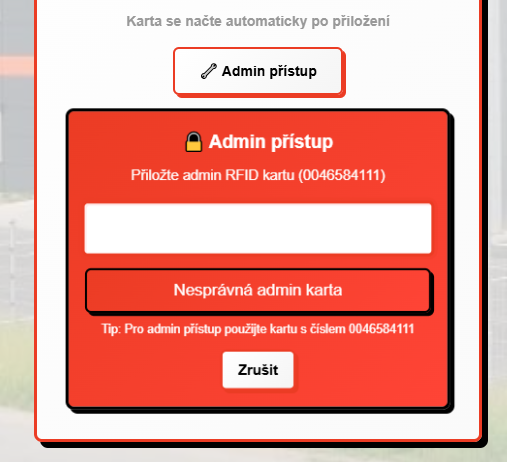 Karta se načte automaticky po přiložení
Admin přístup
Admin přístup
Přiložte admin RFID kartu (0046584111)
Nesprávná admin karta
Tip: Pro admin přístup použijte kartu s číslem 0046584111
Zrušit